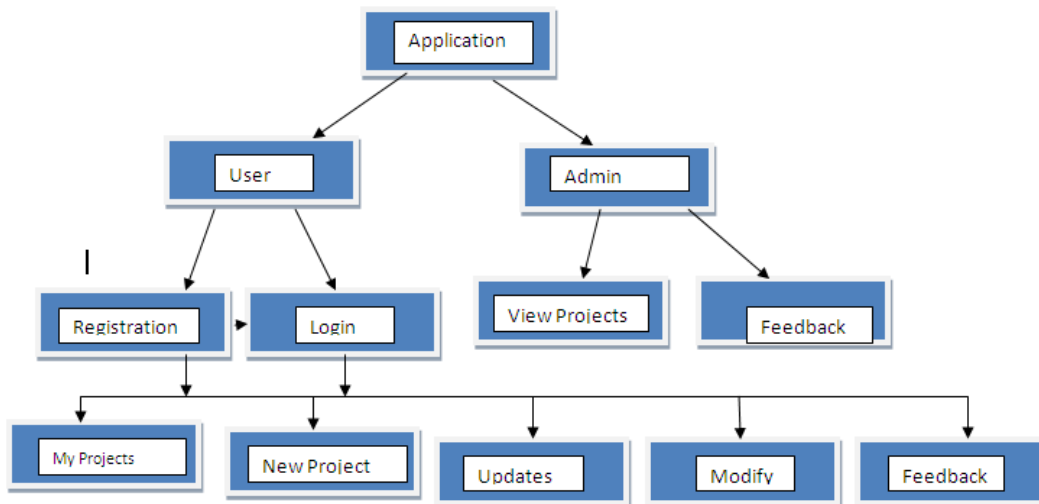 Application
User
Admin
Registration
Login
View Projects
Feedback
My Projects
New Project
Updates
Modify
Feedback